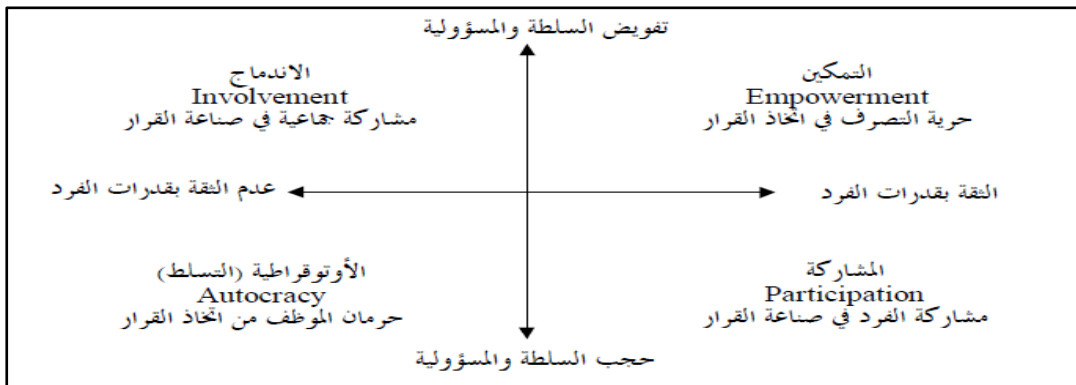 تفويض السلطة والمسؤولية
التمكين
Empowerment
حرية التصرف في اتخاذ القرار
الاندماج
Involvement
مشاركة جماعية في صناعة القرار
الثقة بقدرات الفرد
عدم الثقة بقدرات الفرد
المشاركة
Participation
مشاركة الفرد في صناعة القرار
الأوتوقراطية (التسلط)
Autocracy
حرمان الموظف من اتخاذ القرار
حجب السلطة والمسؤولية